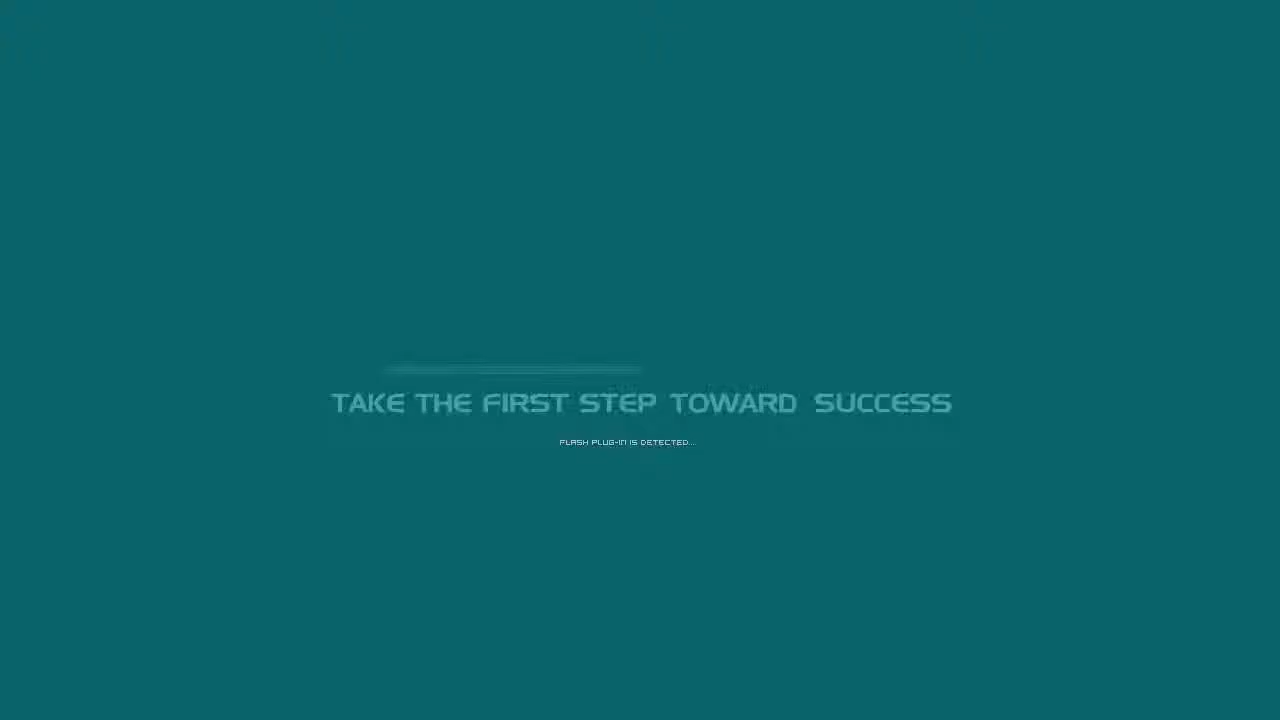 TAKE THE FIRST STEP TOWARD SUCCESS
FLASH PLUG-IN IS DETECTED....